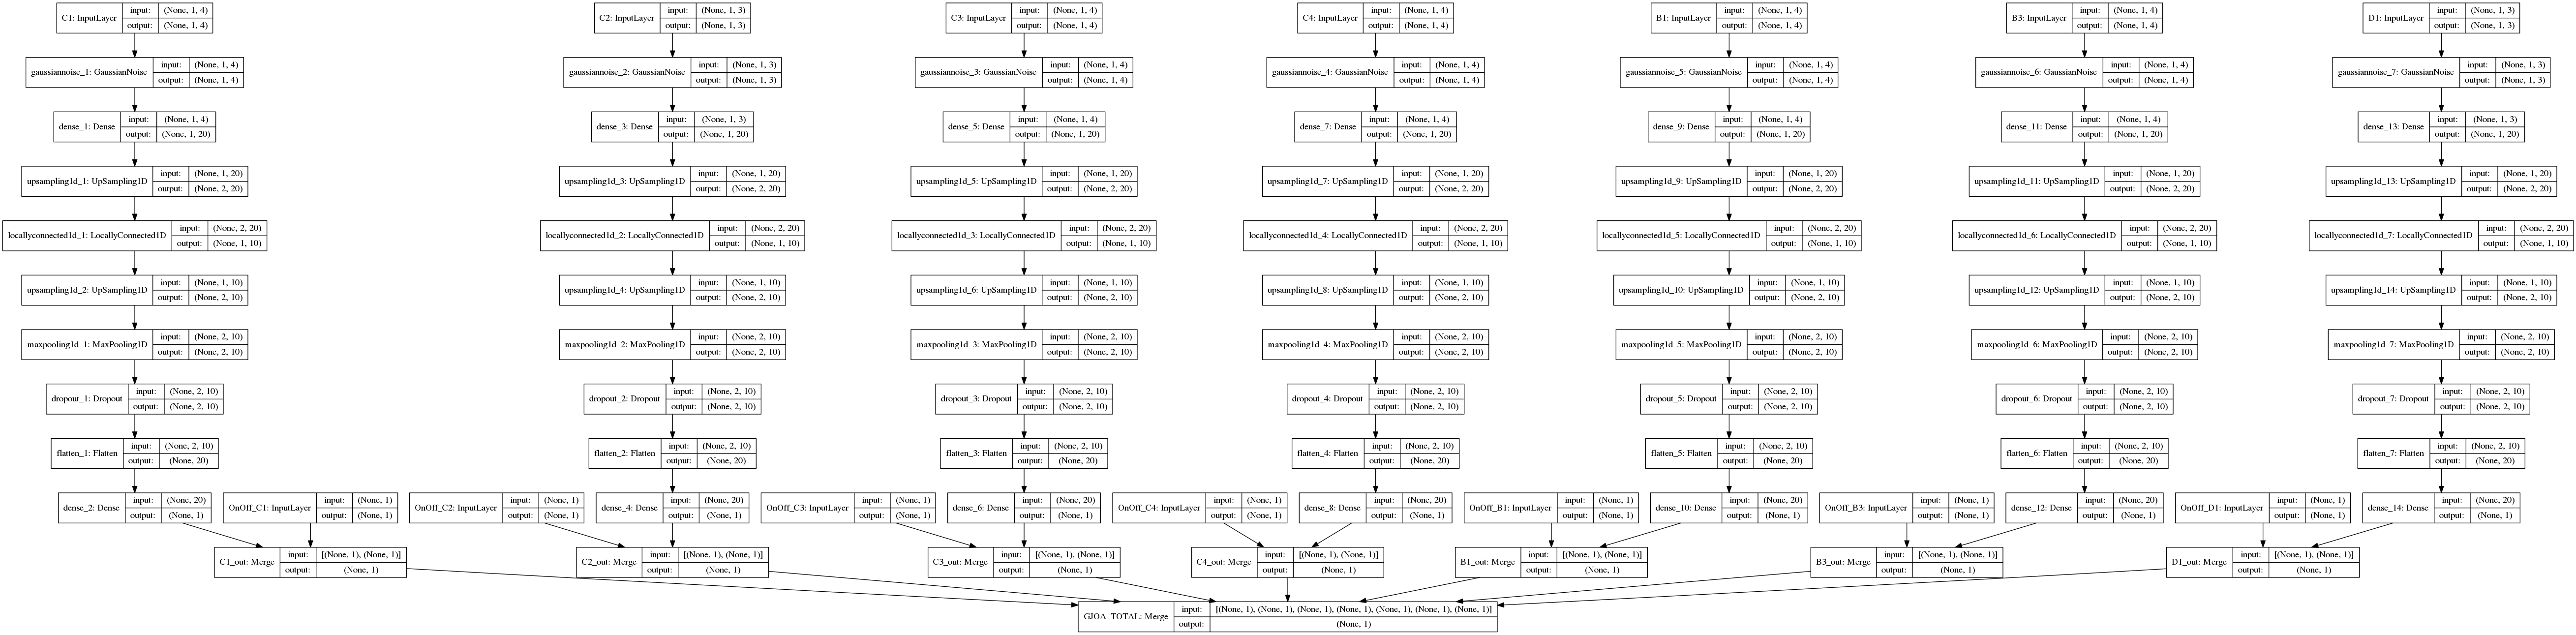 C1: InputLayer input: (None, 1, 4) output: (None, 1, 4)
C2: InputLayer input: (None, 1, 3) output: (None, 1, 3)
C3: InputLayer input: (None, 1, 4) output: (None, 1, 4)
C4: InputLayer input: (None, 1, 4) output: (None, 1, 4)
B1: InputLayer input: (None, 1, 4) output: (None, 1, 4)
B3: InputLayer input: (None, 1, 4) output: (None, 1, 4)
D1: InputLayer input: (None, 1, 3) output: (None, 1, 3)
gaussiannoise_1: GaussianNoise input: (None, 1, 4) output: (None, 1, 4)
gaussiannoise_2: GaussianNoise input: (None, 1, 3) output: (None, 1, 3)
gaussiannoise_3: GaussianNoise input: (None, 1, 4) output: (None, 1, 4)
gaussiannoise_4: GaussianNoise input: (None, 1, 4) output: (None, 1, 4)
gaussiannoise_5: GaussianNoise input: (None, 1, 4) output: (None, 1, 4)
gaussiannoise_6: GaussianNoise input: (None, 1, 4) output: (None, 1, 4)
gaussiannoise_7: GaussianNoise input: (None, 1, 3) output: (None, 1, 3)
dense_1: Dense input: (None, 1, 4) output: (None, 1, 20)
dense_3: Dense input: (None, 1, 3) output: (None, 1, 20)
dense_5: Dense input: (None, 1, 4) output: (None, 1, 20)
dense_7: Dense input: (None, 1, 4) output: (None, 1, 20)
dense_9: Dense input: (None, 1, 4) output: (None, 1, 20)
dense_11: Dense input: (None, 1, 4) output: (None, 1, 20)
dense_13: Dense input: (None, 1, 3) output: (None, 1, 20)
upsampling1d_1: UpSampling1D input: (None, 1, 20) output: (None, 2, 20)
upsampling1d_3: UpSampling1D input: (None, 1, 20) output: (None, 2, 20)
upsampling1d_5: UpSampling1D input: (None, 1, 20) output: (None, 2, 20)
upsampling1d_7: UpSampling1D input: (None, 1, 20) output: (None, 2, 20)
upsampling1d_9: UpSampling1D input: (None, 1, 20) output: (None, 2, 20)
upsampling1d_11: UpSampling1D input: (None, 1, 20) output: (None, 2, 20)
upsampling1d_13: UpSampling1D input: (None, 1, 20) output: (None, 2, 20)
locallyconnected1d_1: LocallyConnected1D input: (None, 2, 20) output: (None, 1, 10)
locallyconnected1d_2: LocallyConnected1D input: (None, 2, 20) output: (None, 1, 10)
locallyconnected1d_3: LocallyConnected1D input: (None, 2, 20) output: (None, 1, 10)
locallyconnected1d_4: LocallyConnected1D input: (None, 2, 20) output: (None, 1, 10)
locallyconnected1d_5: LocallyConnected1D input: (None, 2, 20) output: (None, 1, 10)
locallyconnected1d_6: LocallyConnected1D input: (None, 2, 20) output: (None, 1, 10)
locallyconnected1d_7: LocallyConnected1D input: (None, 2, 20) output: (None, 1, 10)
upsampling1d_2: UpSampling1D input: (None, 1, 10) output: (None, 2, 10)
upsampling1d_4: UpSampling1D input: (None, 1, 10) output: (None, 2, 10)
upsampling1d_6: UpSampling1D input: (None, 1, 10) output: (None, 2, 10)
upsampling1d_8: UpSampling1D input: (None, 1, 10) output: (None, 2, 10)
upsampling1d_10: UpSampling1D input: (None, 1, 10) output: (None, 2, 10)
upsampling1d_12: UpSampling1D input: (None, 1, 10) output: (None, 2, 10)
upsampling1d_14: UpSampling1D input: (None, 1, 10) output: (None, 2, 10)
maxpooling1d_1: MaxPooling1D input: (None, 2, 10) output: (None, 2, 10)
maxpooling1d_2: MaxPooling1D input: (None, 2, 10) output: (None, 2, 10)
maxpooling1d_3: MaxPooling1D input: (None, 2, 10) output: (None, 2, 10)
maxpooling1d_4: MaxPooling1D input: (None, 2, 10) output: (None, 2, 10)
maxpooling1d_5: MaxPooling1D input: (None, 2, 10) output: (None, 2, 10)
maxpooling1d_6: MaxPooling1D input: (None, 2, 10) output: (None, 2, 10)
maxpooling1d_7: MaxPooling1D input: (None, 2, 10) output: (None, 2, 10)
dropout_1: Dropout input: (None, 2, 10) output: (None, 2, 10)
dropout_2: Dropout input: (None, 2, 10) output: (None, 2, 10)
dropout_3: Dropout input: (None, 2, 10) output: (None, 2, 10)
dropout_4: Dropout input: (None, 2, 10) output: (None, 2, 10)
dropout_5: Dropout input: (None, 2, 10) output: (None, 2, 10)
dropout_6: Dropout input: (None, 2, 10) output: (None, 2, 10)
dropout_7: Dropout input: (None, 2, 10) output: (None, 2, 10)
flatten_1: Flatten input: (None, 2, 10) output: (None, 20)
flatten_2: Flatten input: (None, 2, 10) output: (None, 20)
flatten_3: Flatten input: (None, 2, 10) output: (None, 20)
flatten_4: Flatten input: (None, 2, 10) output: (None, 20)
flatten_5: Flatten input: (None, 2, 10) output: (None, 20)
flatten_6: Flatten input: (None, 2, 10) output: (None, 20)
flatten_7: Flatten input: (None, 2, 10) output: (None, 20)
dense_2: Dense input: (None, 20) output: (None, 1)
OnOff_C1: InputLayer input: (None, 1) output: (None, 1)
OnOff_C2: InputLayer input: (None, 1) output: (None, 1)
dense_4: Dense input: (None, 20) output: (None, 1)
OnOff_C3: InputLayer input: (None, 1) output: (None, 1)
dense_6: Dense input: (None, 20) output: (None, 1)
OnOff_C4: InputLayer input: (None, 1) output: (None, 1)
dense_8: Dense input: (None, 20) output: (None, 1)
OnOff_B1: InputLayer input: (None, 1) output: (None, 1)
dense_10: Dense input: (None, 20) output: (None, 1)
OnOff_B3: InputLayer input: (None, 1) output: (None, 1)
dense_12: Dense input: (None, 20) output: (None, 1)
OnOff_D1: InputLayer input: (None, 1) output: (None, 1)
dense_14: Dense input: (None, 20) output: (None, 1)
C1_out: Merge input: [(None, 1), (None, 1)] output: (None, 1)
C2_out: Merge input: [(None, 1), (None, 1)] output: (None, 1)
C3_out: Merge input: [(None, 1), (None, 1)] output: (None, 1)
C4_out: Merge input: [(None, 1), (None, 1)] output: (None, 1)
B1_out: Merge input: [(None, 1), (None, 1)] output: (None, 1)
B3_out: Merge input: [(None, 1), (None, 1)] output: (None, 1)
D1_out: Merge input: [(None, 1), (None, 1)] output: (None, 1)
GJOA_TOTAL: Merge input: [(None, 1), (None, 1), (None, 1), (None, 1), (None, 1), (None, 1), (None, 1)] output: (None, 1)